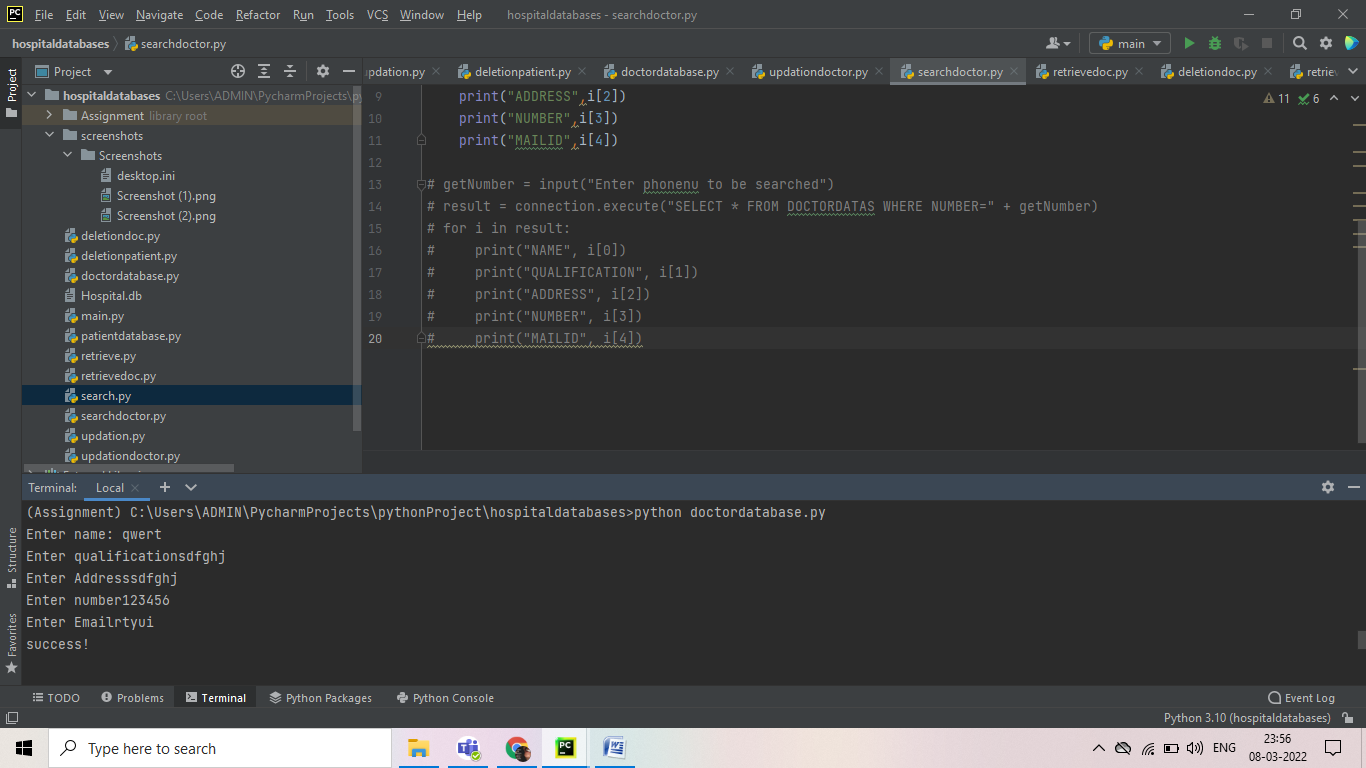 PC File Edit View Navigate Code Refactor Run Tools VCS Window Help hospitaldatabases - searchdoctor.py
hospitaldatabases searchdoctor.py main
Project
Project
updation.py deletionpatient.py doctordatabase.py updationdoctor.py searchdoctor.py retrievedoc.py deletiondoc.py retrie
hospitaldatabases C:\Users\ADMIN\PycharmProjects\py
Assignment library root
screenshots
Screenshots
desktop.ini
Screenshot (1).png
Screenshot (2).png
deletiondoc.py
deletionpatient.py
doctordatabase.py
Hospital.db
main.py
patientdatabase.py
retrieve.py
retrievedoc.py
search.py
searchdoctor.py
updation.py
updationdoctor.py
11 6
9 print("ADDRESS",i[2])
10 print("NUMBER",i[3])
11 print("MAILID",i[4])
12
13 # getNumber = input("Enter phonenu to be searched")
14 # result = connection.execute("SELECT * FROM DOCTORDATAS WHERE NUMBER=" + getNumber)
15 # for i in result:
16 #     print("NAME", i[0])
17 #     print("QUALIFICATION", i[1])
18 #     print("ADDRESS", i[2])
19 #     print("NUMBER", i[3])
20 #     print("MAILID", i[4])
Terminal: Local
(Assignment) C:\Users\ADMIN\PycharmProjects\pythonProject\hospitaldatabases>python doctordatabase.py
Enter name: qwert
Enter qualificationsdfghj
Enter Addresssdfghj
Enter number123456
Enter Emailrtyui
success!
Structure
Favorites
TODO Problems Terminal Python Packages Python Console Event Log
Python 3.10 (hospitaldatabases)
Type here to search
PC
ENG
23:56
08-03-2022